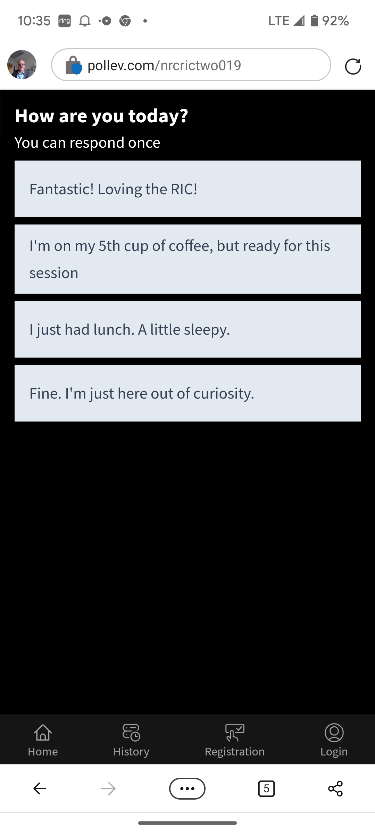 10:35 ring LTE 92%
pollev.com/nrcrictwo019
How are you today?
You can respond once
Fantastic! Loving the RIC!
I'm on my 5th cup of coffee, but ready for this
session
I just had lunch. A little sleepy.
Fine. I'm just here out of curiosity.
Home History Registration Login
5